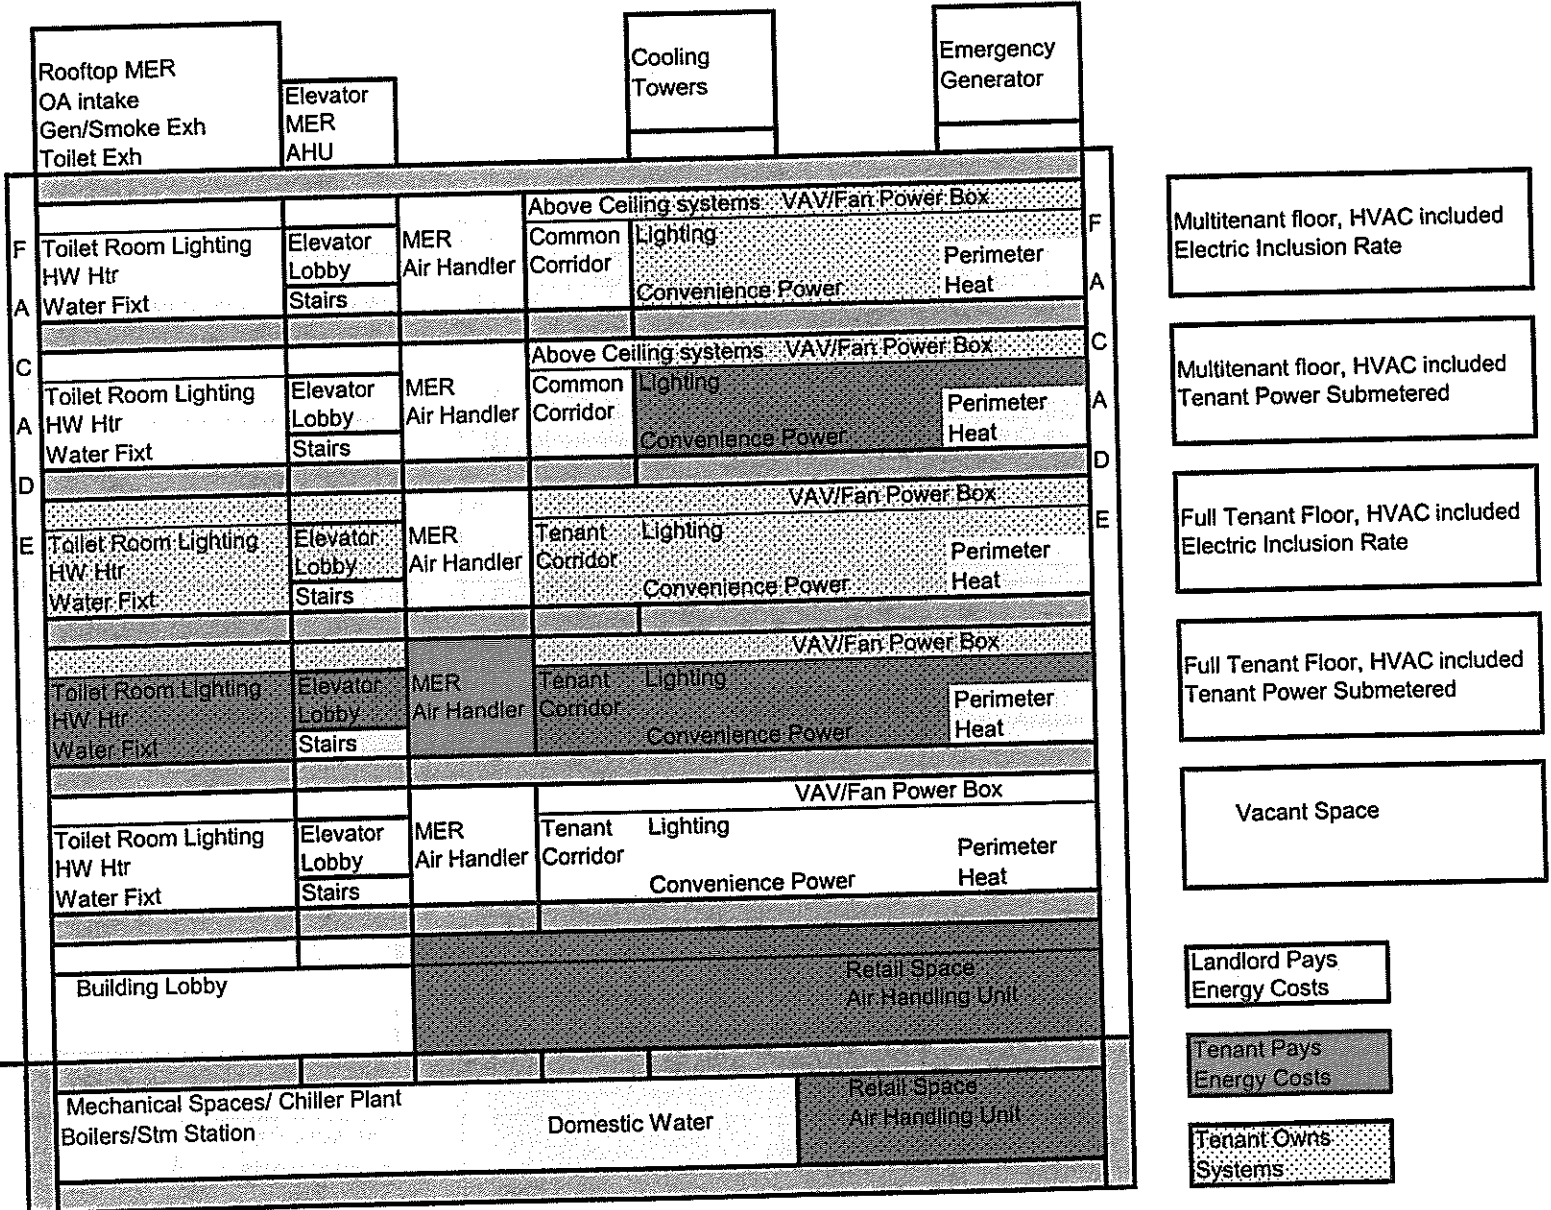 Rooftop MER
OA intake
Gen/Smoke Exh
Toilet Exh
Elevator
MER
AHU
Cooling
Towers
Emergency
Generator
F
A
C
A
D
E
F
A
C
A
D
E
Above Ceiling systems VAV/Fan Power Box
Toilet Room Lighting
HW Htr
Water Fixt
Elevator
Lobby
Stairs
MER
Air Handler
Common
Corridor
Lighting
Convenience Power
Perimeter
Heat
Multitenant floor, HVAC included
Electric Inclusion Rate
Above Ceiling systems VAV/Fan Power Box
Toilet Room Lighting
HW Htr
Water Fixt
Elevator
Lobby
Stairs
MER
Air Handler
Common
Corridor
Lighting
Convenience Power
Perimeter
Heat
Multitenant floor, HVAC included
Tenant Power Submetered
VAV/Fan Power Box
Toilet Room Lighting
HW Htr
Water Fixt
Elevator
Lobby
Stairs
MER
Air Handler
Tenant
Corridor
Lighting
Convenience Power
Perimeter
Heat
Full Tenant Floor, HVAC included
Electric Inclusion Rate
VAV/Fan Power Box
Toilet Room Lighting
HW Htr
Water Fixt
Elevator
Lobby
Stairs
MER
Air Handler
Tenant
Corridor
Lighting
Convenience Power
Perimeter
Heat
Full Tenant Floor, HVAC included
Tenant Power Submetered
VAV/Fan Power Box
Toilet Room Lighting
HW Htr
Water Fixt
Elevator
Lobby
Stairs
MER
Air Handler
Tenant
Corridor
Lighting
Convenience Power
Perimeter
Heat
Vacant Space
Building Lobby
Retail Space
Air Handling Unit
Mechanical Spaces/ Chiller Plant
Boilers/Stm Station
Domestic Water
Retail Space
Air Handling Unit
Landlord Pays
Energy Costs
Tenant Pays
Energy Costs
Tenant Owns
Systems